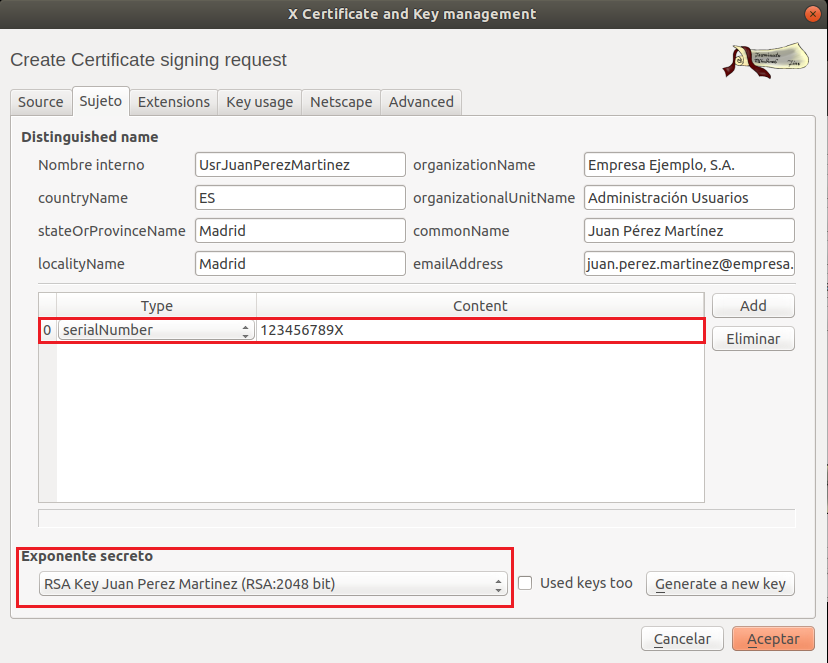 X Certificate and Key management
Create Certificate signing request
Source Sujeto Extensions Key usage Netscape Advanced
Distinguished name
Nombre interno UsrJuanPerezMartinez organizationName Empresa Ejemplo, S.A.
countryName ES organizationalUnitName Administración Usuarios
stateOrProvinceName Madrid commonName Juan Pérez Martínez
localityName Madrid emailAddress juan.perez.martinez@empresa.
Type Content Add
0 serialNumber 123456789X
Eliminar
Exponente secreto
RSA Key Juan Perez Martinez (RSA:2048 bit) Used keys too Generate a new key
Cancelar Aceptar